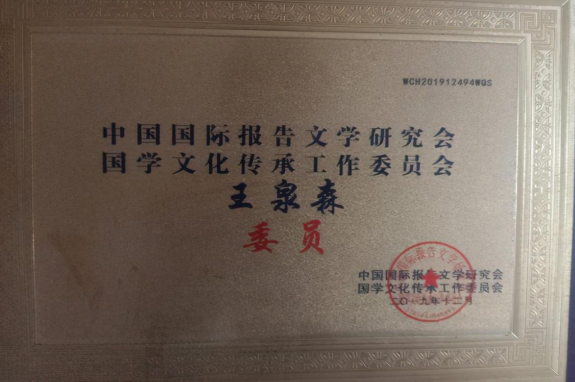 WCH201912494WQS
中国国际报告文学研究会
国学文化传承工作委员会
王泉森
委员
中国国际报告文学研究会
国学文化传承工作委员会
二〇一九年十二月